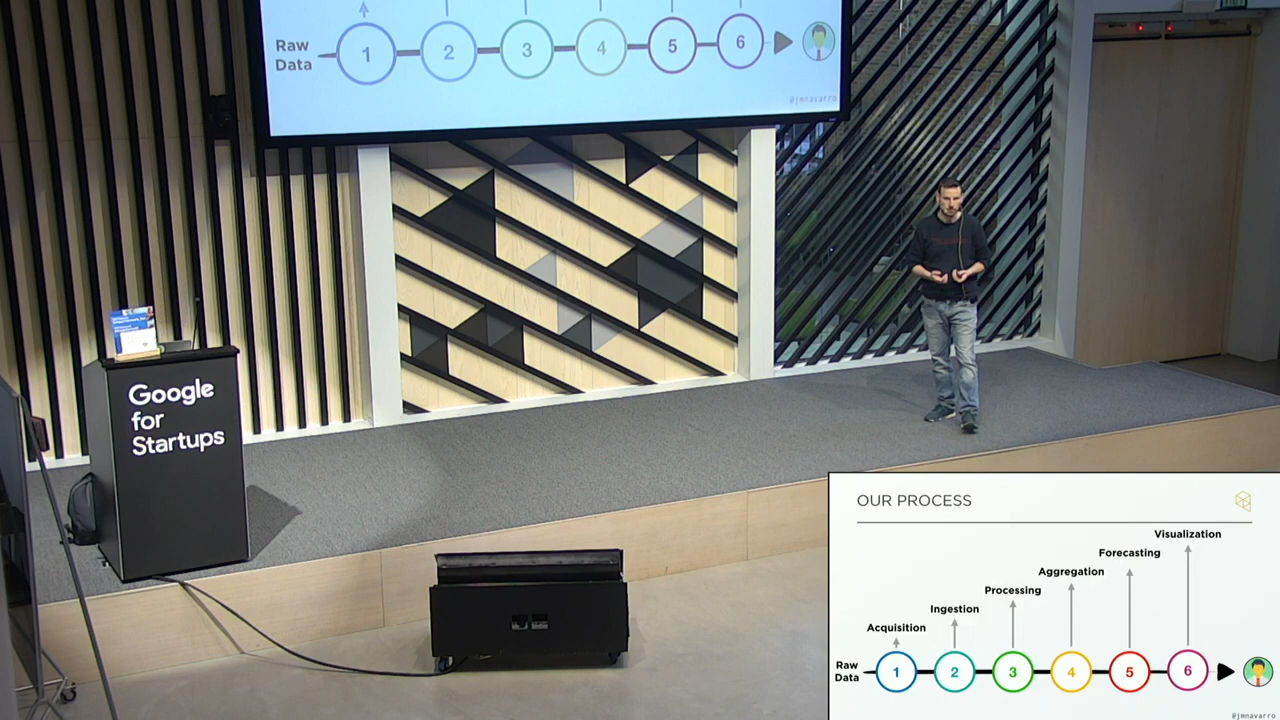 Raw
Data
1
2
3
4
5
6
@jmnavarro
Google
for
Startups
OUR PROCESS
Visualization
Forecasting
Aggregation
Processing
Ingestion
Acquisition
Raw
Data
1
2
3
4
5
6
@jmnavarro